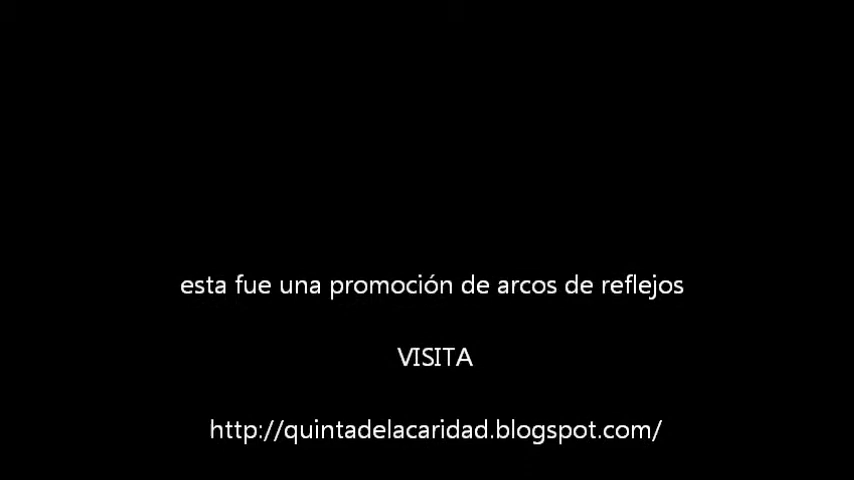 esta fue una promoción de arcos de reflejos
VISITA
http://quintadelacaridad.blogspot.com/